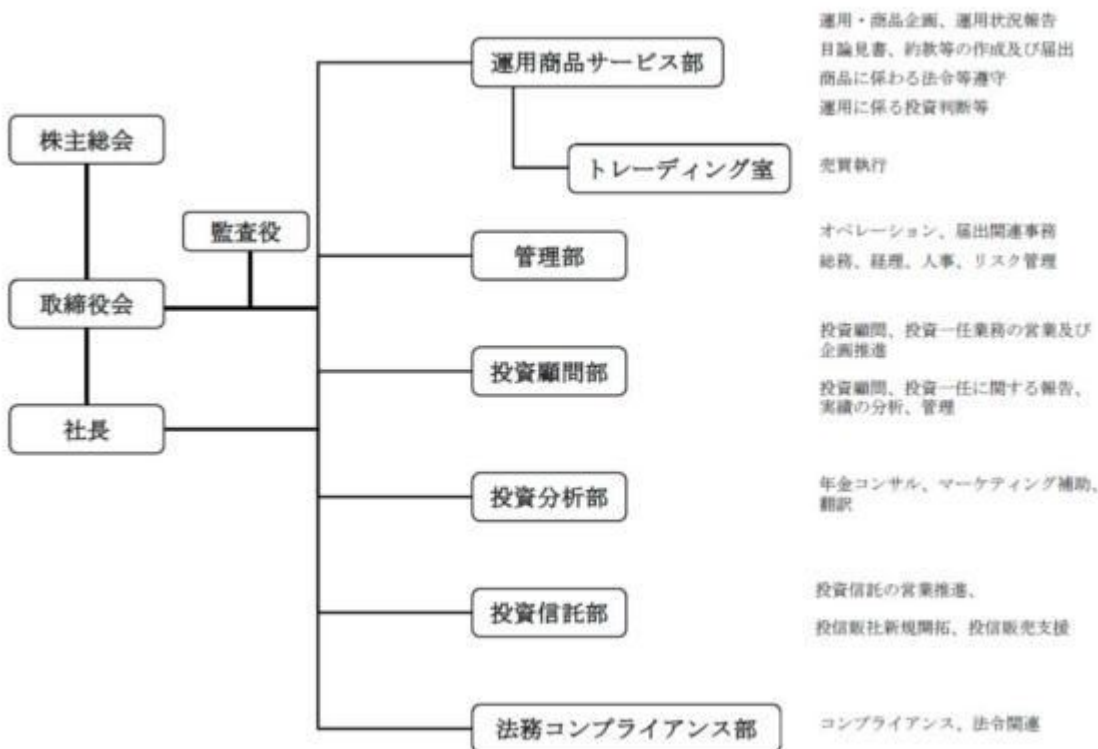 株主総会
監査役
取締役会
社長
運用商品サービス部
運用・商品企画、運用状況報告
目論見書、約款等の作成及び届出
商品に係わる法令等遵守
運用に係る投資判断等
トレーディング室
売買執行
管理部
オペレーション、届出関連事務
総務、経理、人事、リスク管理
投資顧問部
投資顧問、投資一任業務の営業及び
企画推進
投資顧問、投資一任に関する報告、
実績の分析、管理
投資分析部
年金コンサル、マーケティング補助、
翻訳
投資信託部
投資信託の営業推進、
投信販社新規開拓、投信販売支援
法務コンプライアンス部
コンプライアンス、法令関連